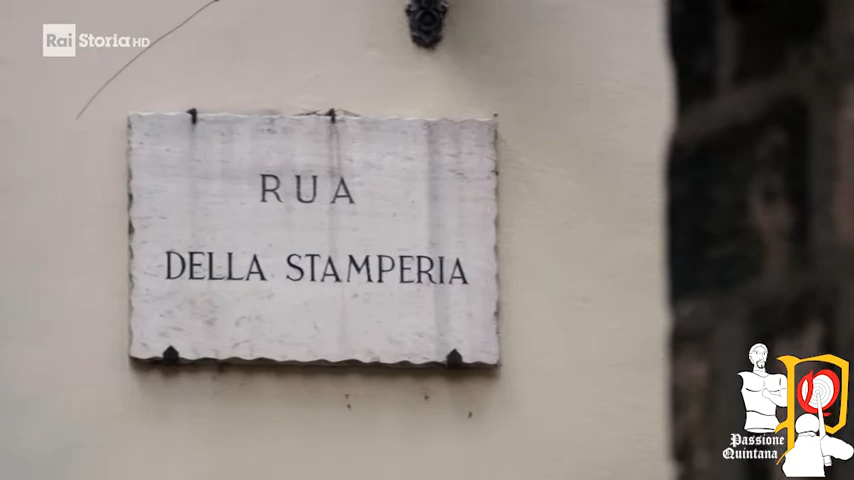 Rai Storia HD
RUA
DELLA STAMPERIA
Passione
Quintana